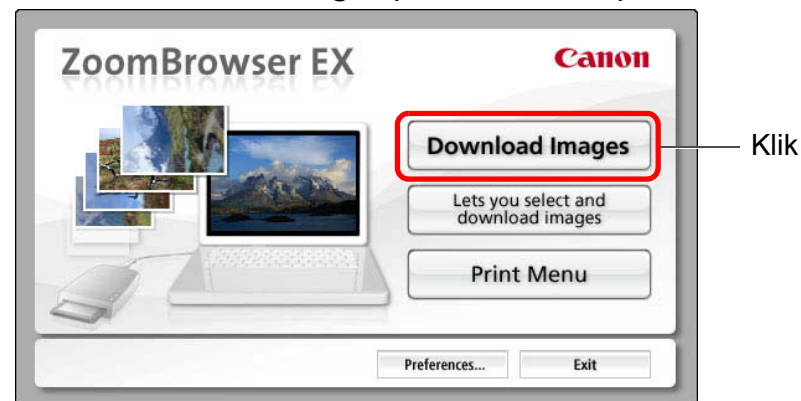 ZoomBrowser EX
Canon
Download Images
Klik
Lets you select and
download images
Print Menu
Preferences...
Exit